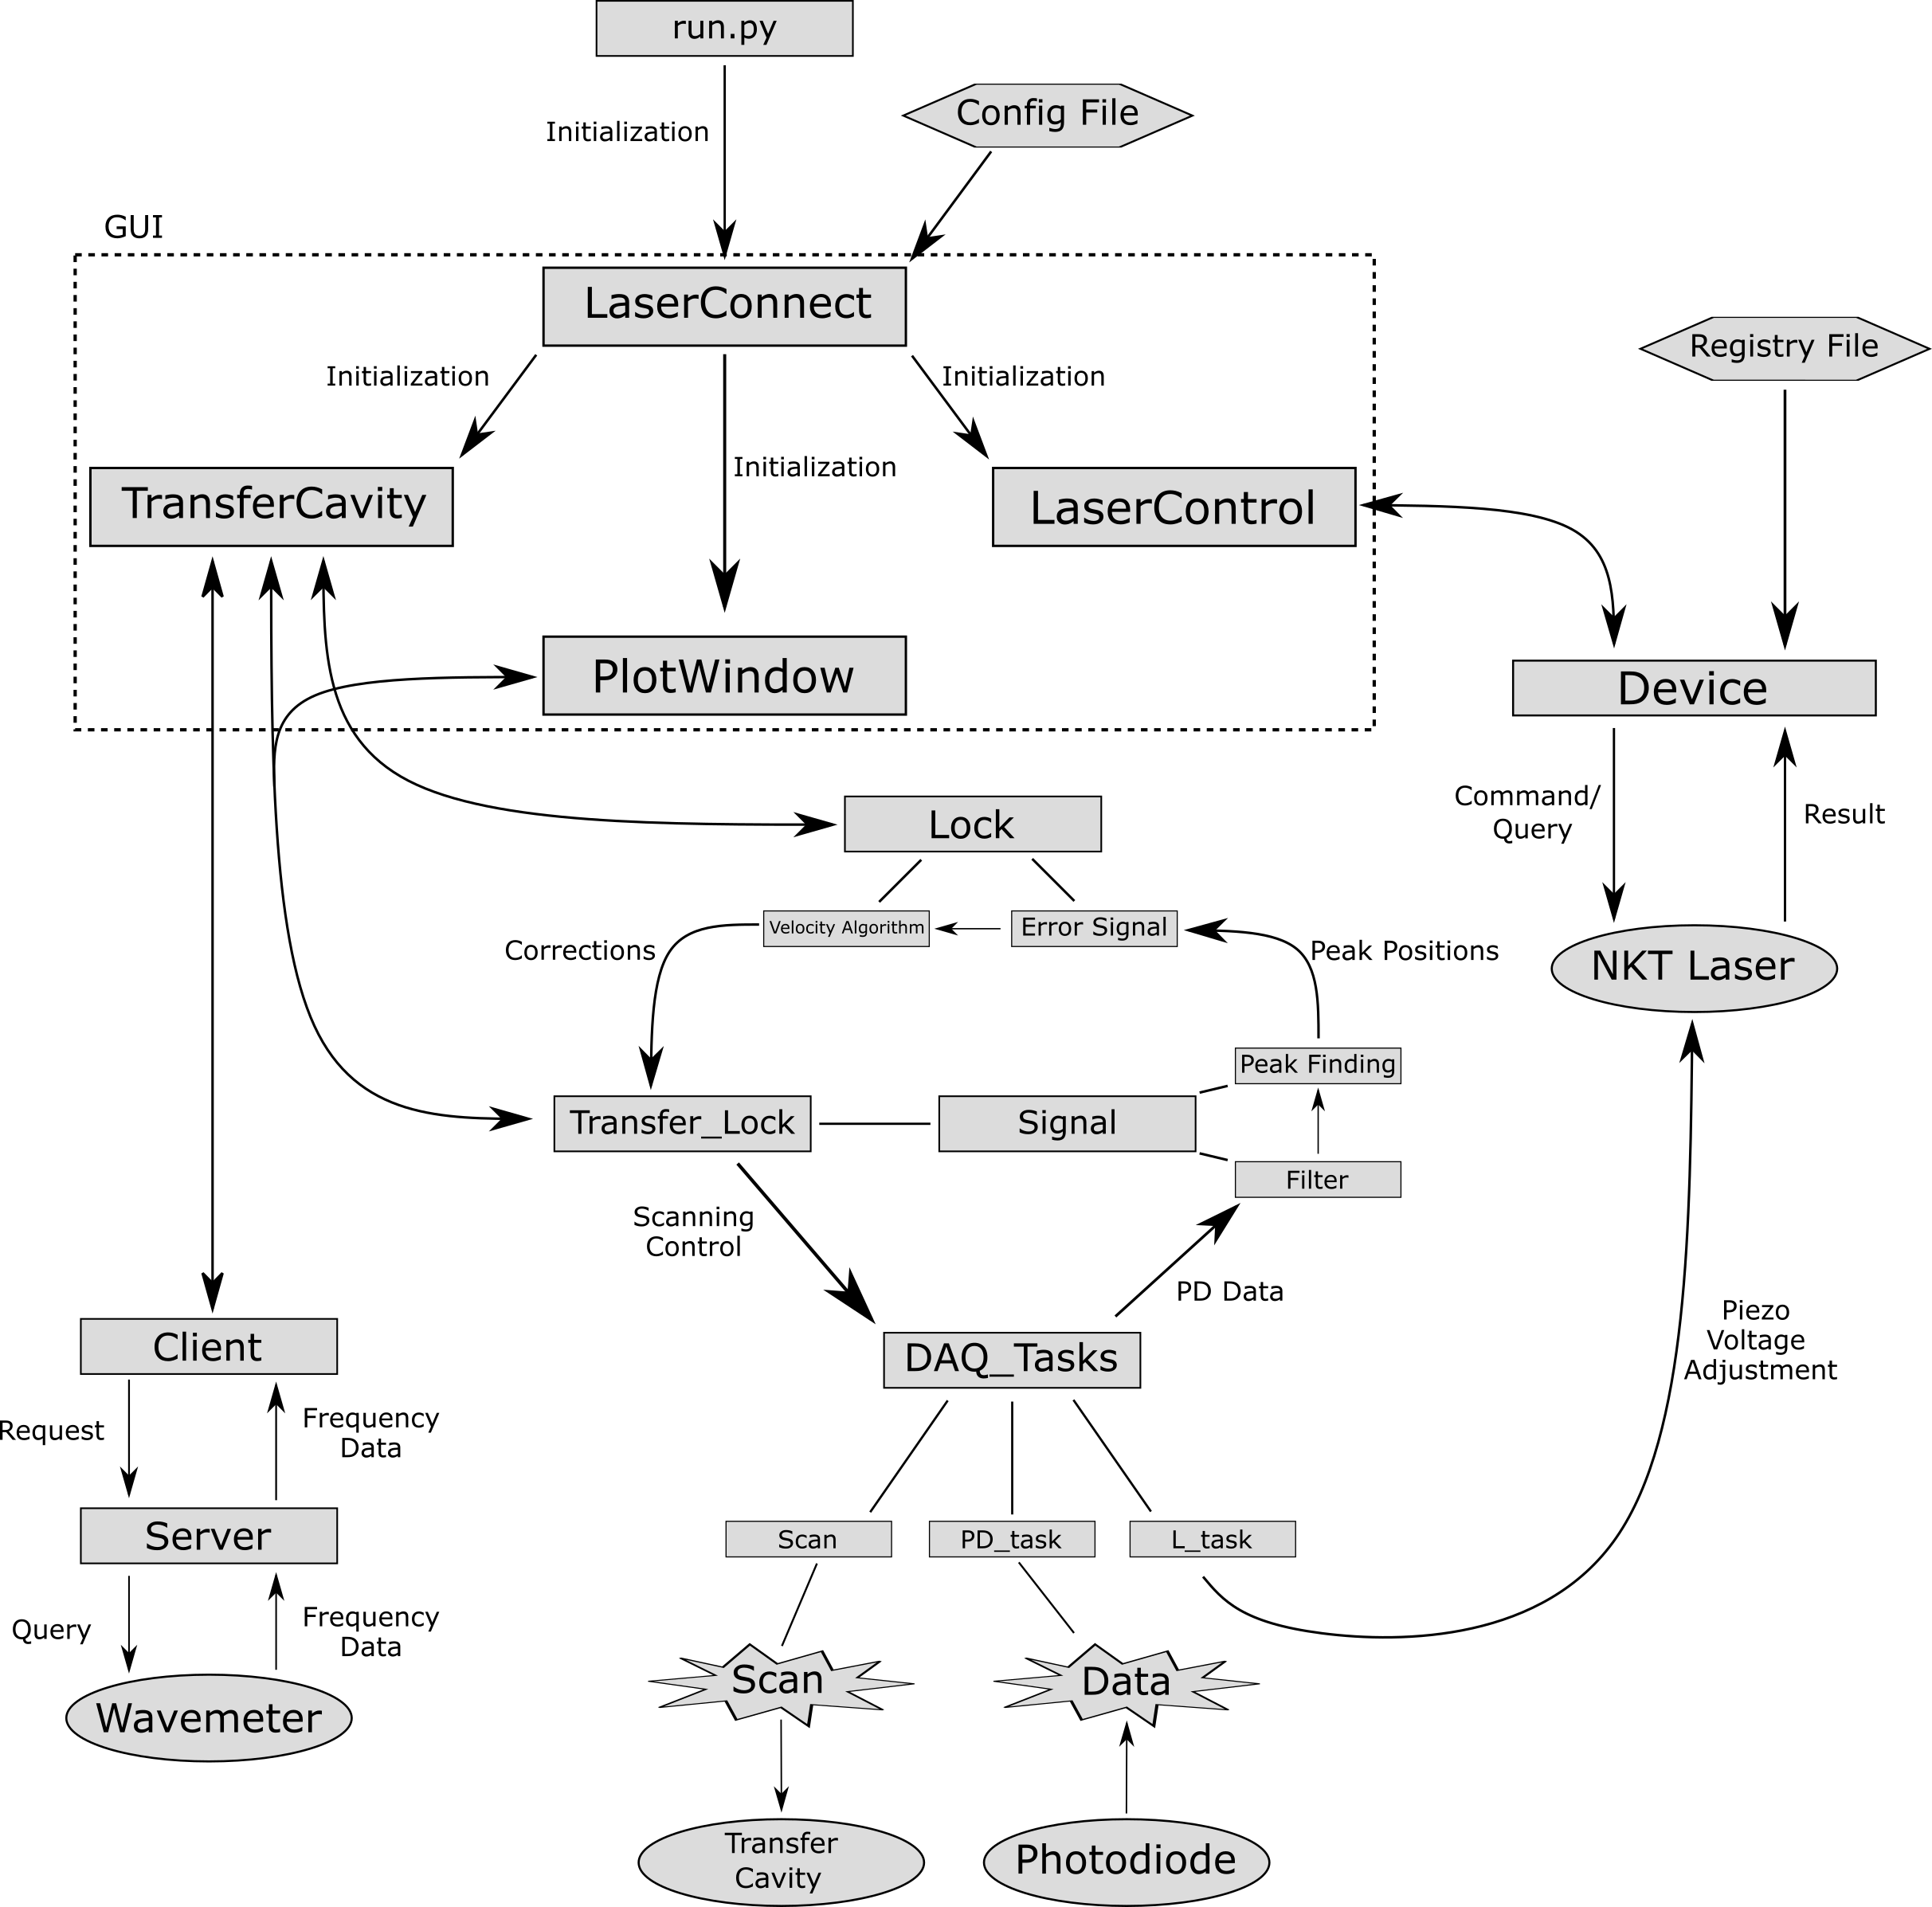 run.py
Config File
Initialization
GUI
LaserConnect
Registry File
Initialization
Initialization
Initialization
TransferCavity
LaserControl
PlotWindow
Device
Command/
Query
Result
Lock
Velocity Algorithm
Error Signal
Corrections
Peak Positions
NKT Laser
Peak Finding
Transfer_Lock
Signal
Filter
Scanning
Control
PD Data
Piezo
Voltage
Adjustment
Client
DAQ_Tasks
Request
Frequency
Data
Server
Scan
PD_task
L_task
Query
Frequency
Data
Wavemeter
Scan
Data
Transfer
Cavity
Photodiode